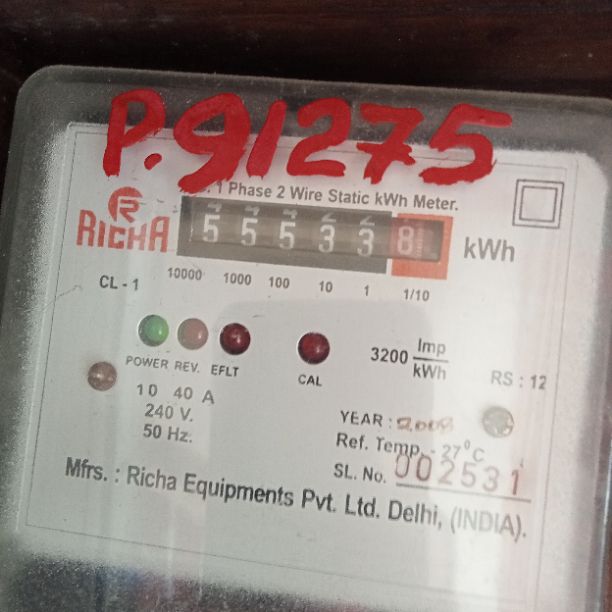 P.91275
1 Phase 2 Wire Static kWh Meter.
RICHA
5 5 5 3 3 8 kWh
CL - 1
10000 1000 100 10 1 1/10
POWER REV. EFLT CAL
3200 Imp/kWh
RS : 12
10 40 A
240 V.
50 Hz.
YEAR :
Ref. Temp. - 27°C
SL. No. 002531
Mfrs. : Richa Equipments Pvt. Ltd. Delhi, (INDIA).